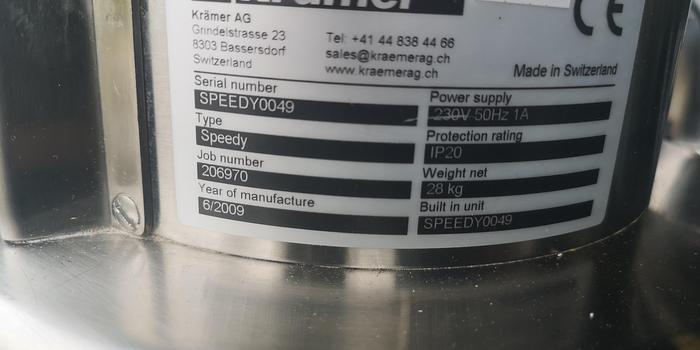 Krämer
CE
Krämer AG
Grindelstrasse 23
8303 Bassersdorf
Switzerland
Tel: +41 44 838 44 66
sales@kraemerag.ch
www.kraemerag.ch
Made in Switzerland
Serial number
SPEEDY0049
Type
Speedy
Job number
206970
Year of manufacture
6/2009
Power supply
230V 50Hz 1A
Protection rating
IP20
Weight net
28 kg
Built in unit
SPEEDY0049